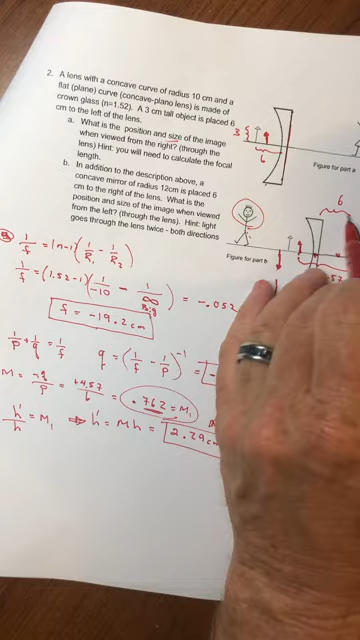 2. A lens with a concave curve of radius 10 cm and a
flat (plane) curve (concave-plano lens) is made of
crown glass (n=1.52). A 3 cm tall object is placed 6
cm to the left of the lens.
a. What is the position and size of the image
when viewed from the right? (through the
lens) Hint: you will need to calculate the focal
length.
b. In addition to the description above, a
concave mirror of radius 12cm is placed 6
cm to the right of the lens. What is the
position and size of the image when viewed
from the left? (through the lens). Hint: light
goes through the lens twice - both directions
3
6
Figure for part a
6
Figure for part b
1/f = (n-1)(1/R1 - 1/R2)
1/f = (1.52-1)(1/-10 - 1/∞) = -.052
Big
f = -19.2cm
1/p + 1/q = 1/f
q = (1/f - 1/p)^-1 =
M = -q/p = +4.57/6 = .762 = M1
h'/h = M1 ⇒ h' = Mh = 2.29cm